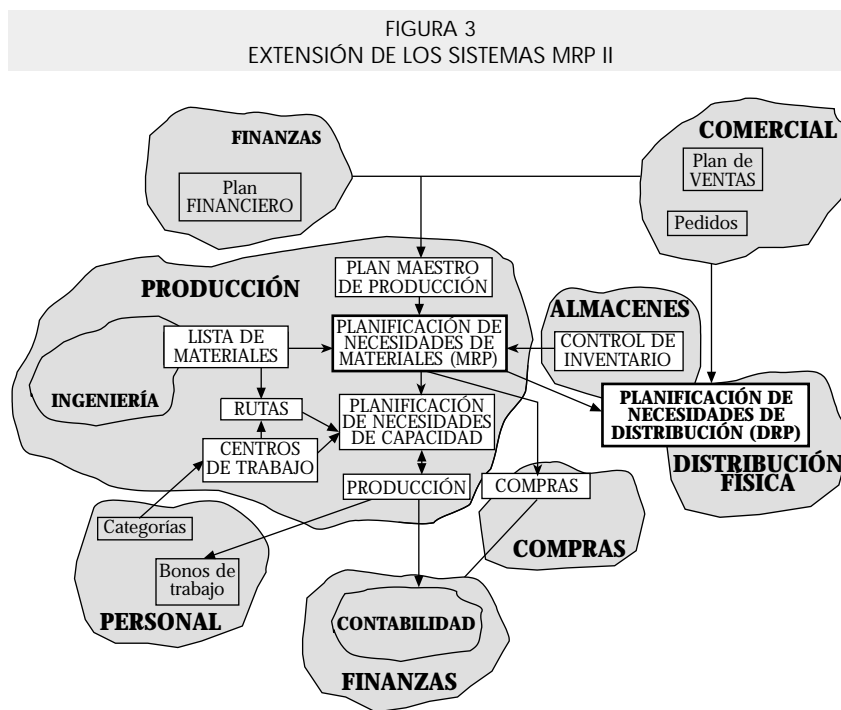 FIGURA 3
EXTENSIÓN DE LOS SISTEMAS MRP II
FINANZAS
Plan
FINANCIERO
COMERCIAL
Plan de
VENTAS
Pedidos
PRODUCCIÓN
PLAN MAESTRO
DE PRODUCCIÓN
ALMACENES
LISTA DE
MATERIALES
PLANIFICACIÓN DE
NECESIDADES DE
MATERIALES (MRP)
CONTROL DE
INVENTARIO
INGENIERÍA
RUTAS
PLANIFICACIÓN
DE NECESIDADES
DE CAPACIDAD
PLANIFICACIÓN DE
NECESIDADES DE
DISTRIBUCIÓN (DRP)
CENTROS
DE TRABAJO
DISTRIBUCIÓN
FÍSICA
PRODUCCIÓN
COMPRAS
Categorías
COMPRAS
Bonos de
trabajo
PERSONAL
CONTABILIDAD
FINANZAS